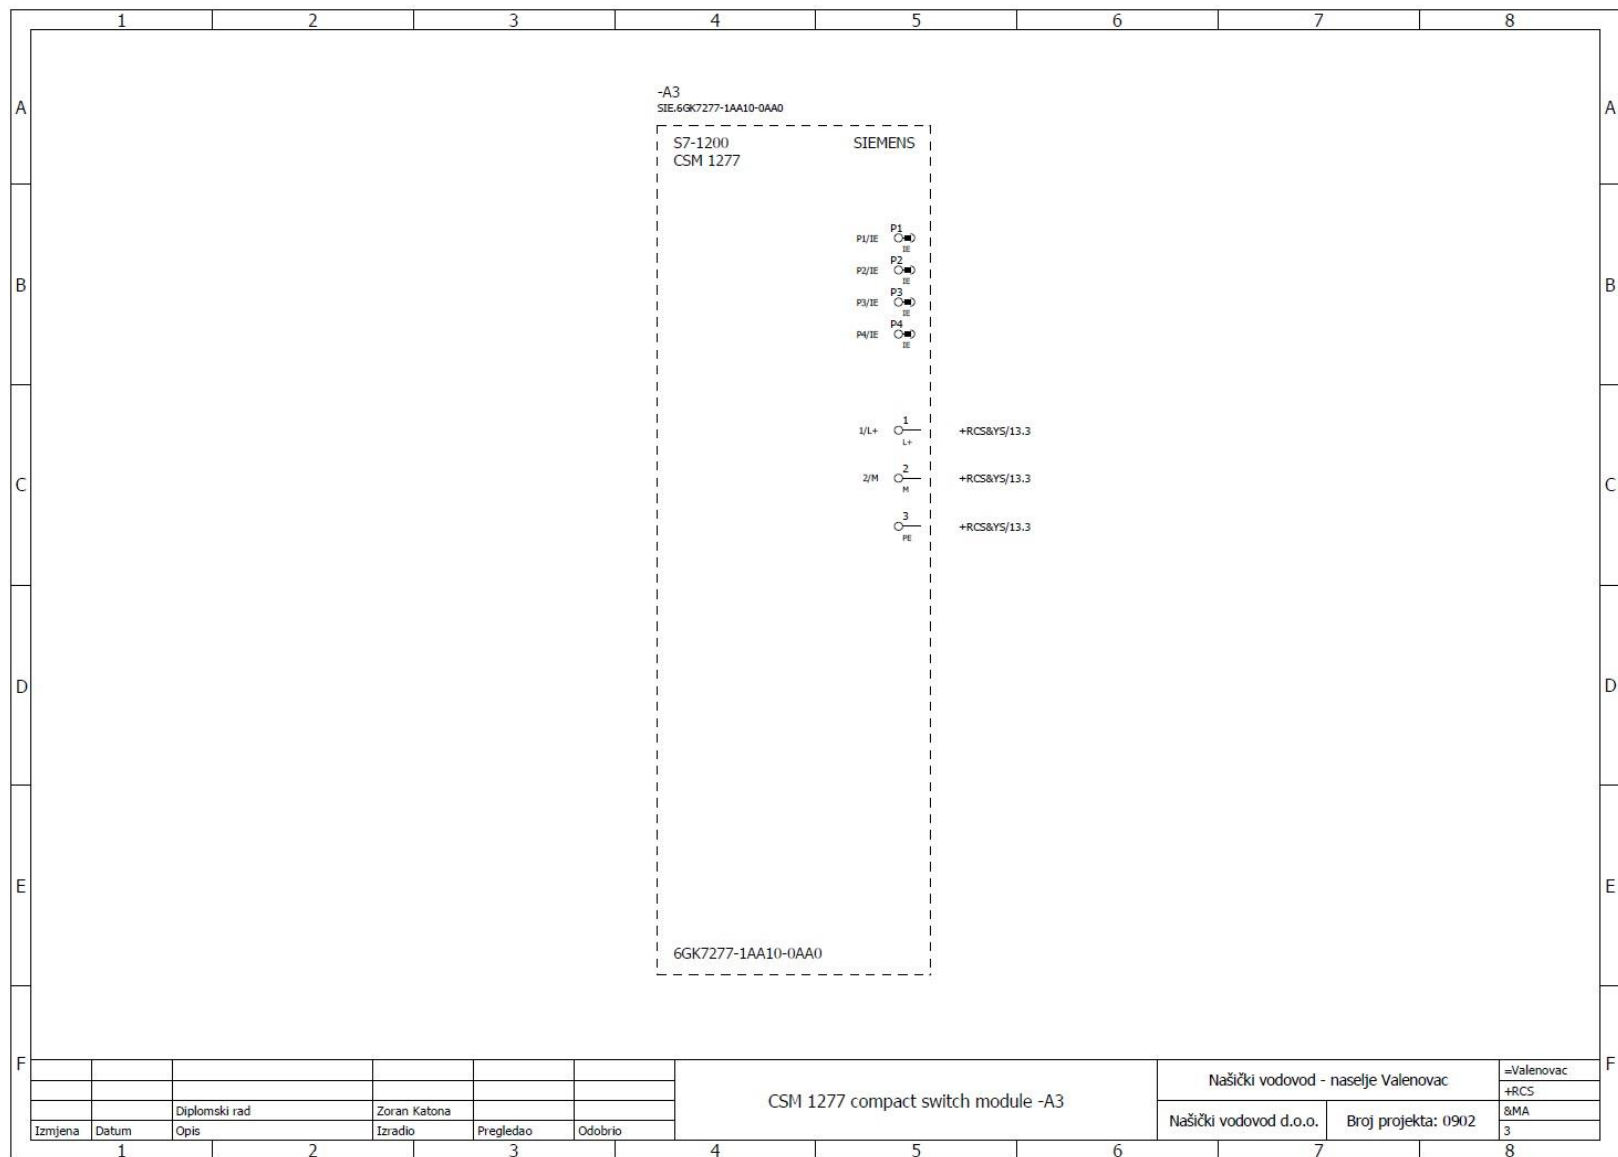 1 2 3 4 5 6 7 8
A A
-A3
SIE.6GK7277-1AA10-0AA0
S7-1200 SIEMENS
CSM 1277
P1
P1/IE
IE
B B
P2
P2/IE
IE
P3
P3/IE
IE
P4
P4/IE
IE
1
1/L+ +RCS&YS/13.3
L+
C C
2
2/M +RCS&YS/13.3
M
3
+RCS&YS/13.3
PE
D D
E E
6GK7277-1AA10-0AA0
F F
Diplomski rad Zoran Katona
Izmjena Datum Opis Izradio Pregledao Odobrio
CSM 1277 compact switch module -A3
Našički vodovod - naselje Valenovac
Našički vodovod d.o.o. Broj projekta: 0902
=Valenovac
+RCS
&MA
3
1 2 3 4 5 6 7 8